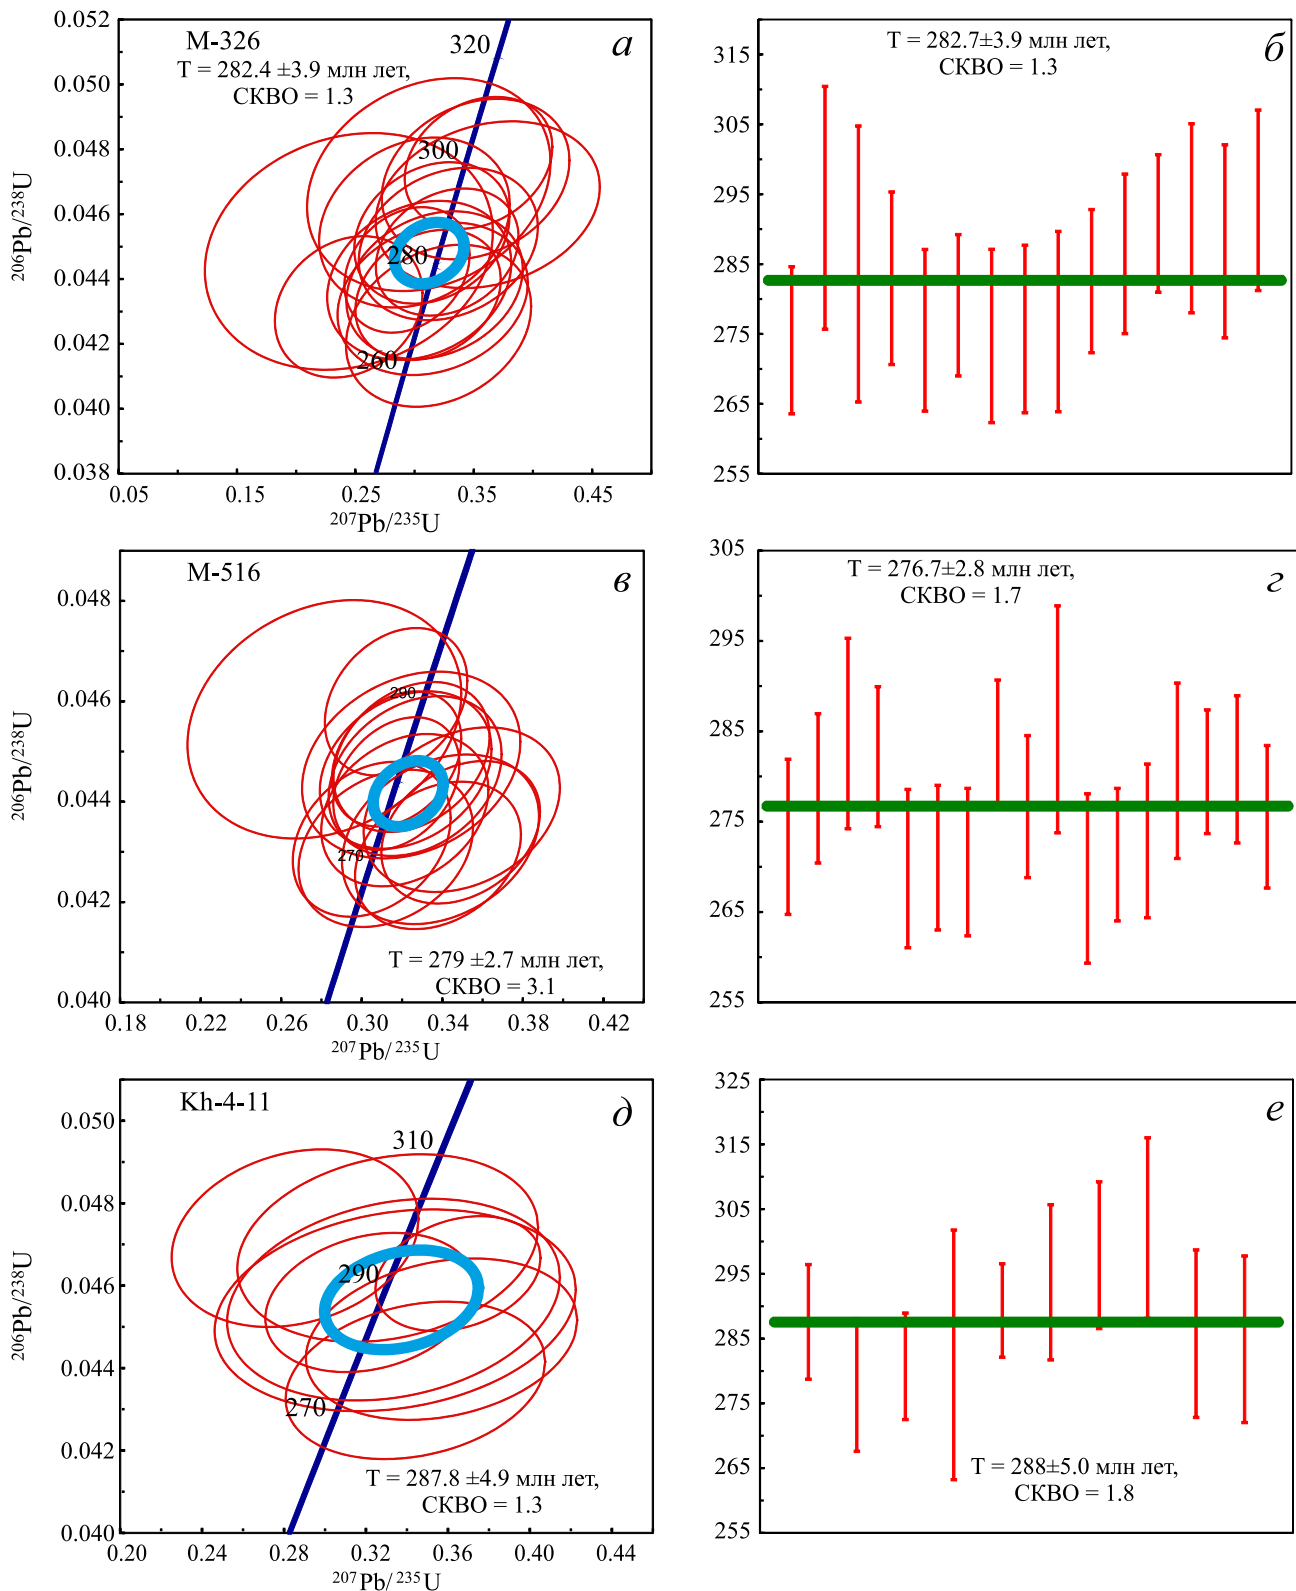 M-326
а
T = 282.4 ±3.9 млн лет,
СКВО = 1.3
320
300
280
260
0.052
0.050
0.048
0.046
0.044
0.042
0.040
0.038
0.05
0.15
0.25
0.35
0.45
206Pb/238U
207Pb/235U
б
T = 282.7±3.9 млн лет,
СКВО = 1.3
315
305
295
285
275
265
255
M-516
в
290
270
T = 279 ±2.7 млн лет,
СКВО = 3.1
0.048
0.046
0.044
0.042
0.040
0.18
0.22
0.26
0.30
0.34
0.38
0.42
206Pb/238U
207Pb/235U
г
T = 276.7±2.8 млн лет,
СКВО = 1.7
305
295
285
275
265
255
Kh-4-11
д
310
290
270
T = 287.8 ±4.9 млн лет,
СКВО = 1.3
0.050
0.048
0.046
0.044
0.042
0.040
0.20
0.24
0.28
0.32
0.36
0.40
0.44
206Pb/238U
207Pb/235U
е
325
315
305
295
285
275
265
255
T = 288±5.0 млн лет,
СКВО = 1.8